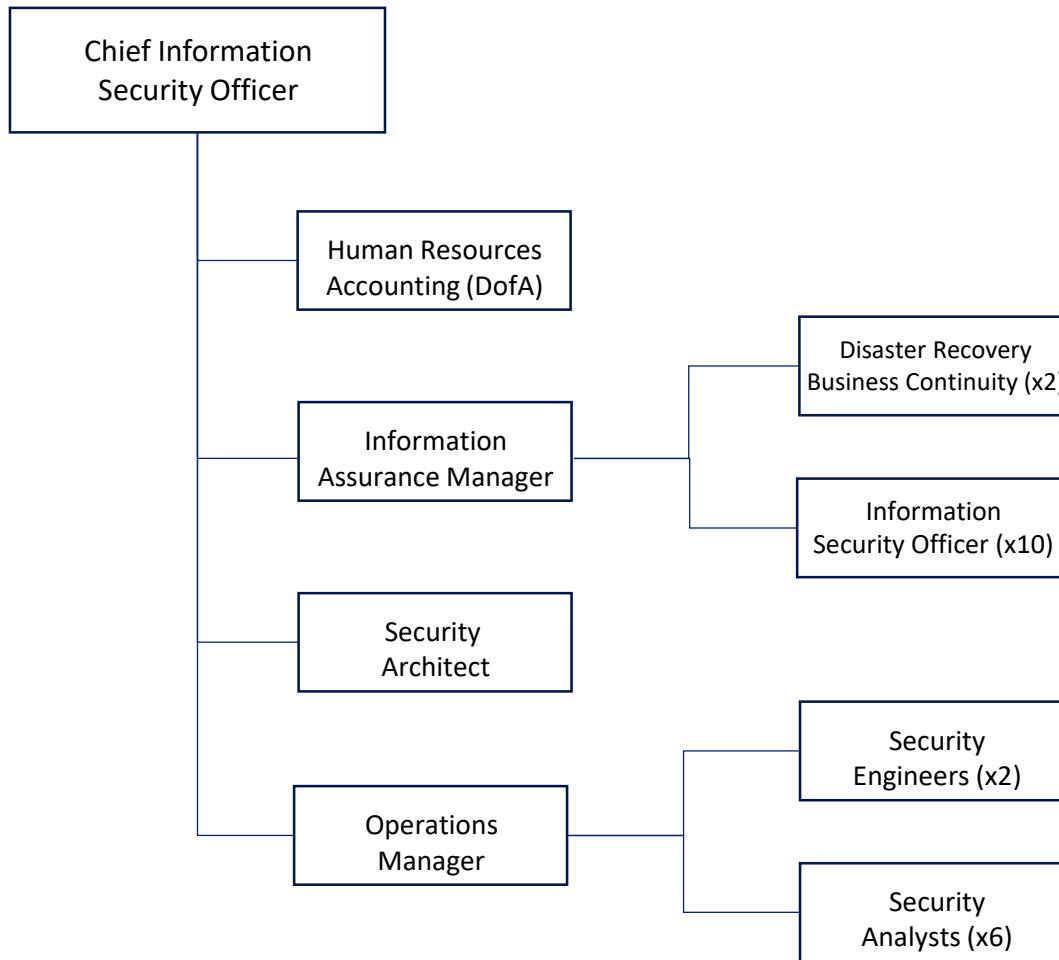 Chief Information
Security Officer
Human Resources
Accounting (DofA)
Disaster Recovery
Business Continuity (x2)
Information
Assurance Manager
Information
Security Officer (x10)
Security
Architect
Security
Engineers (x2)
Operations
Manager
Security
Analysts (x6)